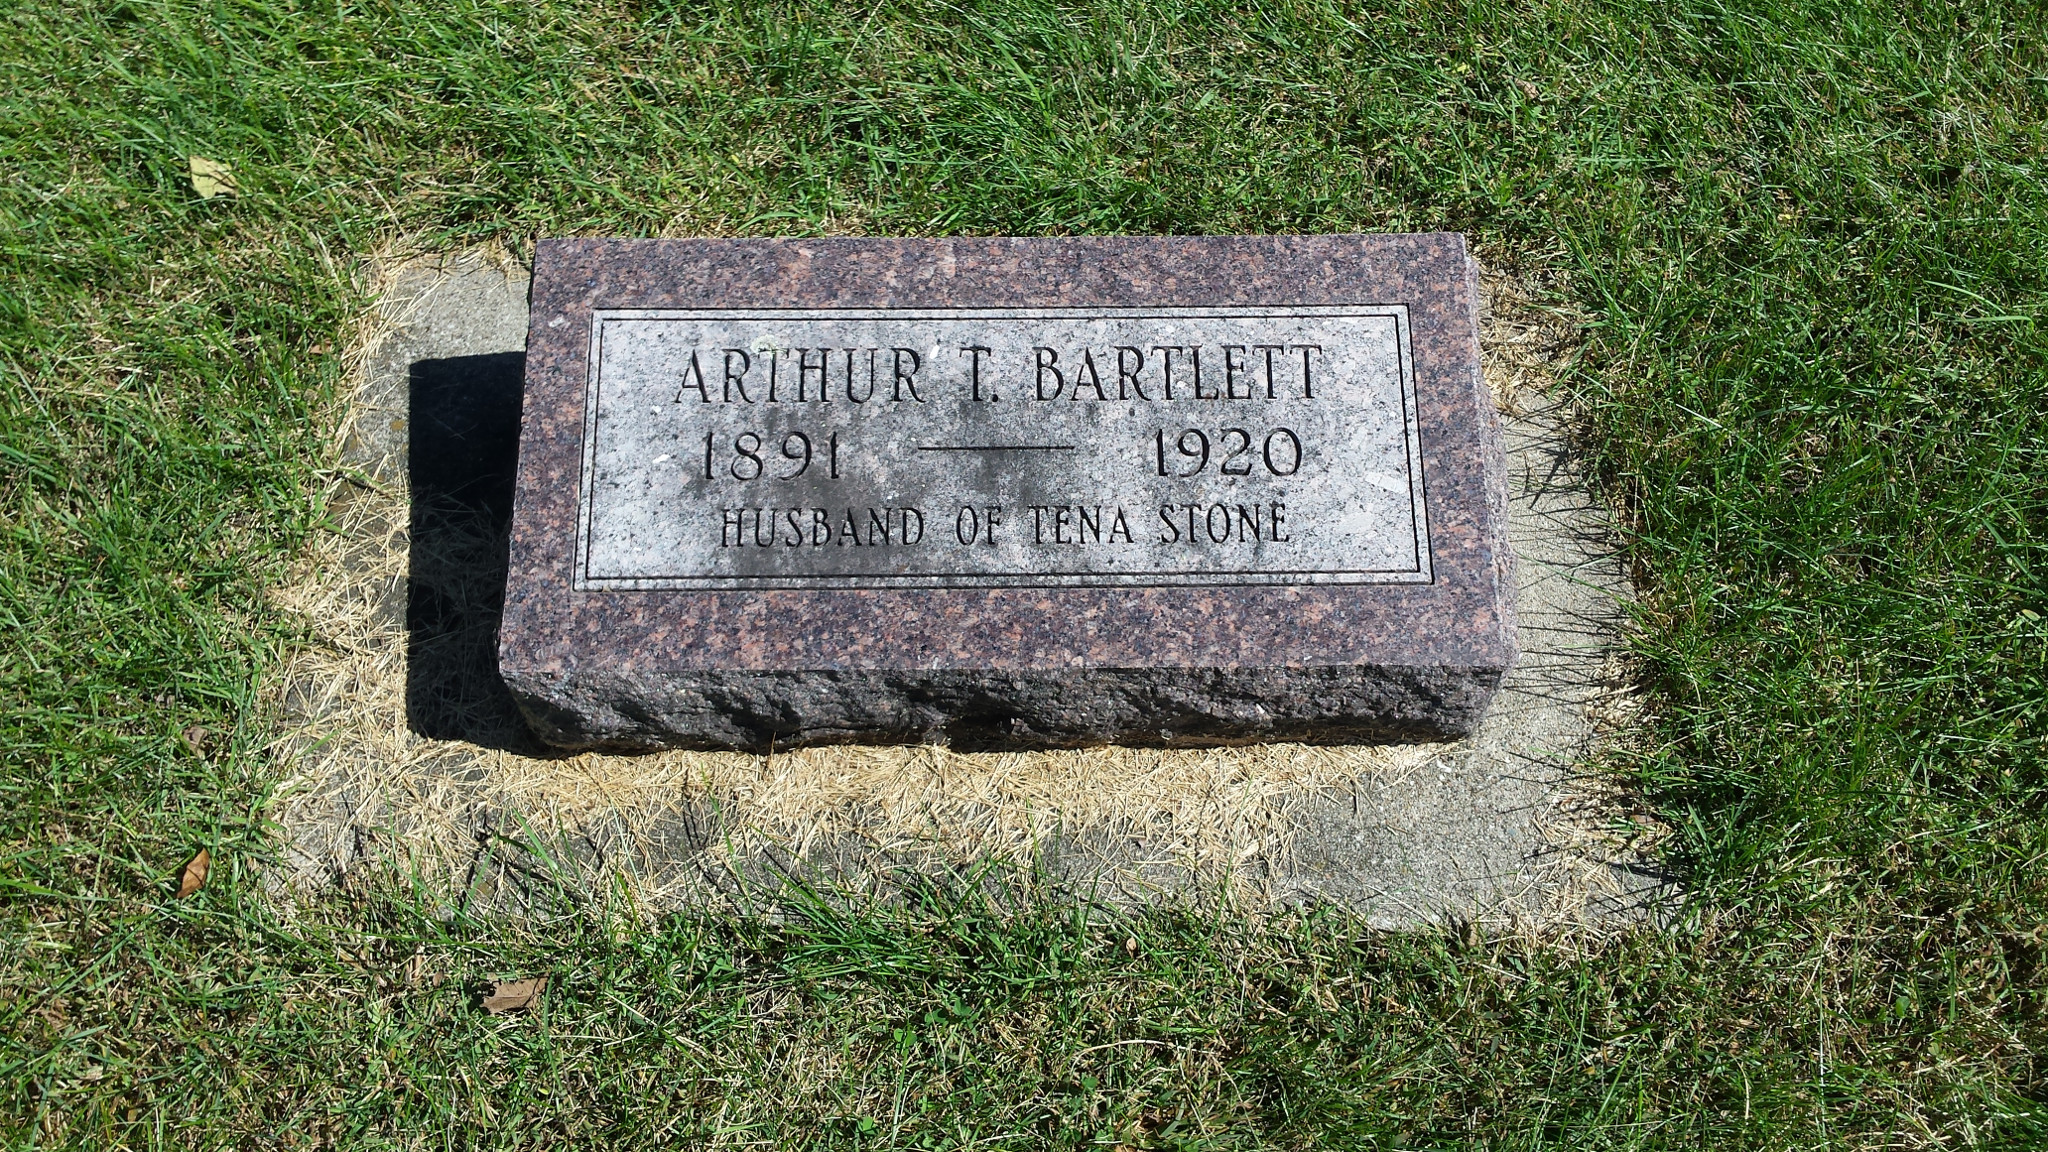 ARTHUR T. BARTLETT
1891 — 1920
HUSBAND OF TENA STONE